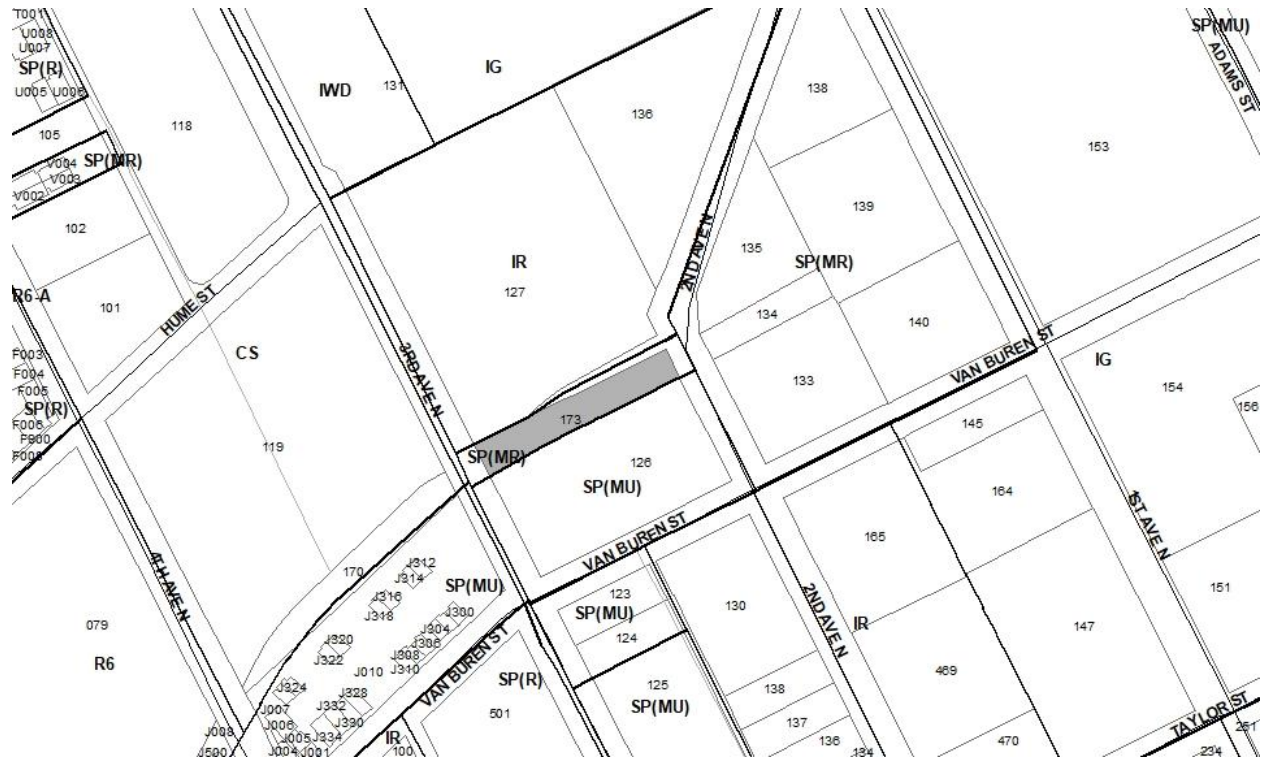 T001
U008
U007
SP(R)
U005 U006
105
SP(MR)
V004
V003
V002
102
101
118
IWD
131
IG
136
138
SP(MU)
ADAMS ST
153
139
135
SP(MR)
2ND AVE N
134
140
133
VAN BUREN ST
IG
154
156
IR
127
HUME ST
R6-A
F003
F004
F005
SP(R)
F006
F900
F008
CS
119
3RD AVE N
173
SP(MR)
126
SP(MU)
VAN BUREN ST
145
164
165
1ST AVE N
151
170
J312
J314
J316
J318
SP(MU)
J300
J304
J306
J308
J310
J320
J322
J010
J324
J328
J007
J332
J006
J330
J005
J334
J004
J001
J008
J500
4TH AVE N
079
R6
VAN BUREN ST
SP(R)
501
IR
100
123
SP(MU)
124
130
125
SP(MU)
138
137
136
134
2ND AVE N
IR
147
469
470
TAYLOR ST
251
234